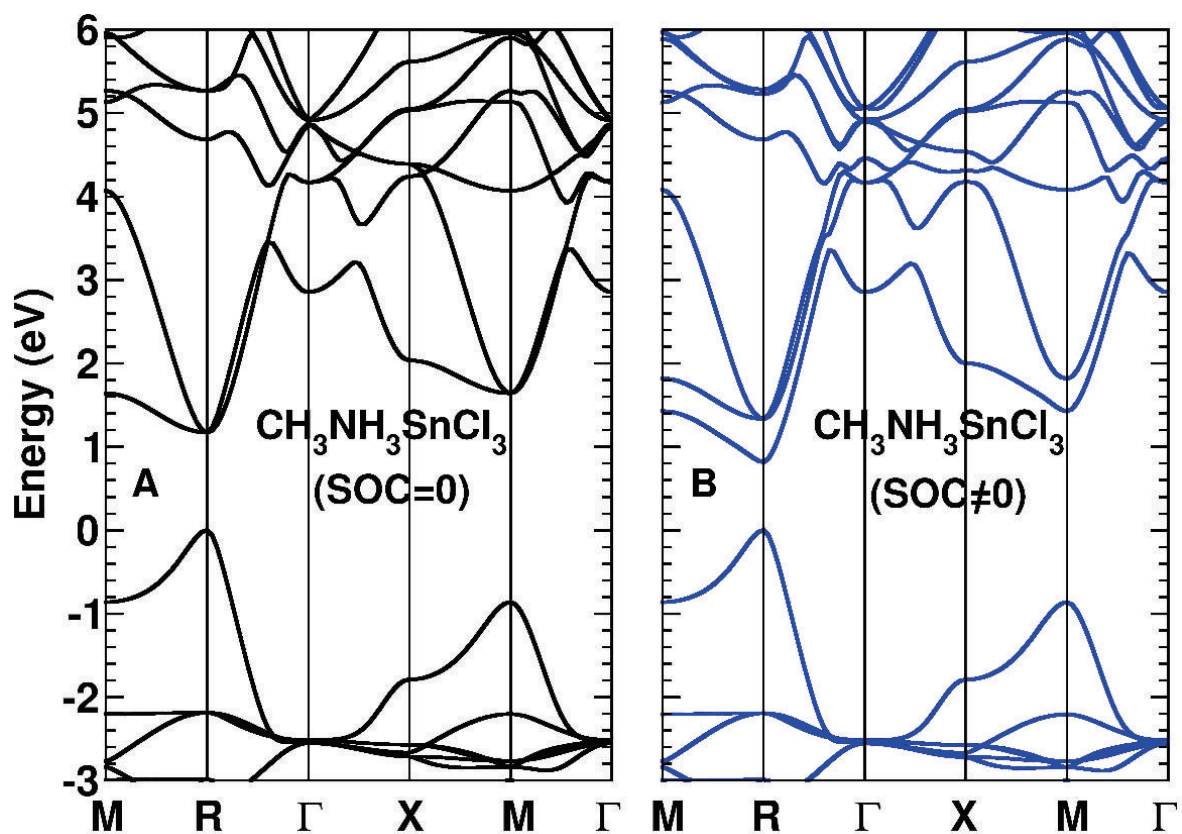 Energy (eV)
6
5
4
3
2
1
0
-1
-2
-3
CH₃NH₃SnCl₃
(SOC=0)
A
M R Γ X M Γ
CH₃NH₃SnCl₃
(SOC≠0)
B
M R Γ X M Γ